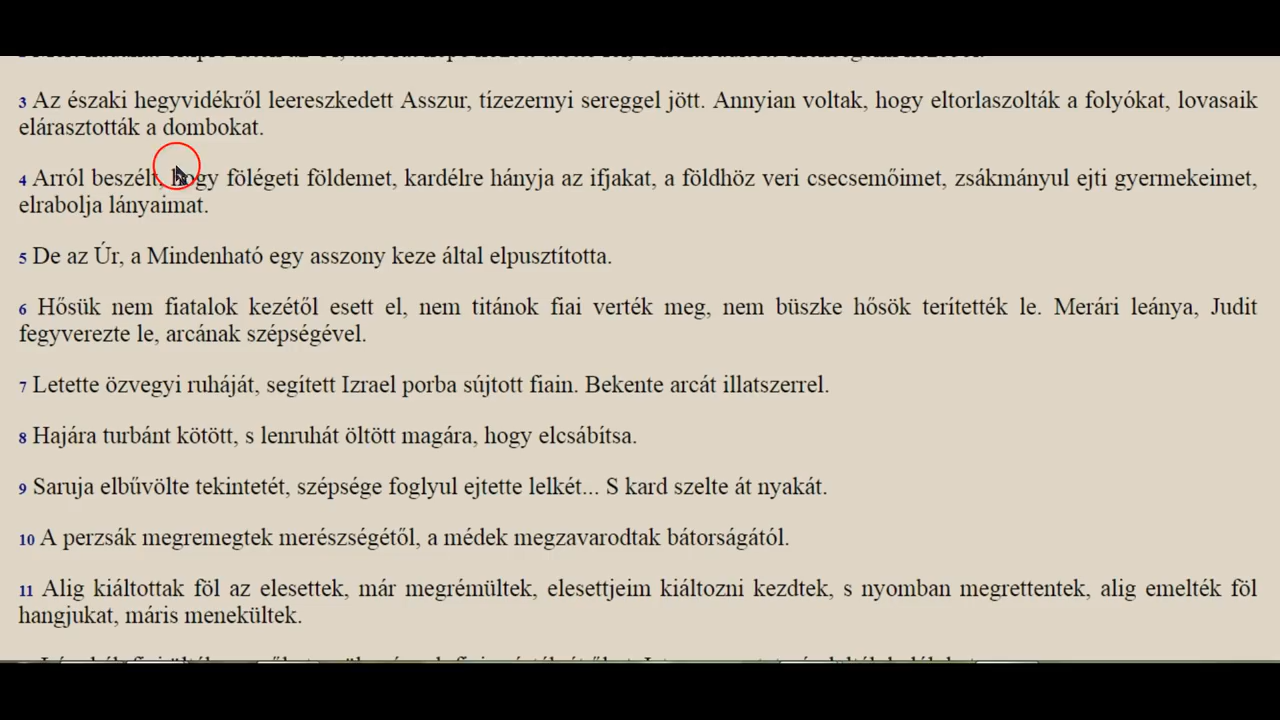 3 Az északi hegyvidékről leereszkedett Asszur, tízezernyi sereggel jött. Annyian voltak, hogy eltorlaszolták a folyókat, lovasaik
elárasztották a dombokat.
4 Arról beszélt, hogy fölégeti földemet, kardélre hányja az ifjakat, a földhöz veri csecsemőimet, zsákmányul ejti gyermekeimet,
elrabolja lányaimat.
5 De az Úr, a Mindenható egy asszony keze által elpusztította.
6 Hősük nem fiatalok kezétől esett el, nem titánok fiai verték meg, nem büszke hősök terítették le. Merári leánya, Judit
fegyverezte le, arcának szépségével.
7 Letette özvegyi ruháját, segített Izrael porba sújtott fiain. Bekente arcát illatszerrel.
8 Hajára turbánt kötött, s lenruhát öltött magára, hogy elcsábítsa.
9 Saruja elbűvölte tekintetét, szépsége foglyul ejtette lelkét... S kard szelte át nyakát.
10 A perzsák megremegtek merészségétől, a médek megzavarodtak bátorságától.
11 Alig kiáltottak föl az elesettek, már megrémültek, elesettjeim kiáltozni kezdtek, s nyomban megrettentek, alig emelték föl
hangjukat, máris menekültek.